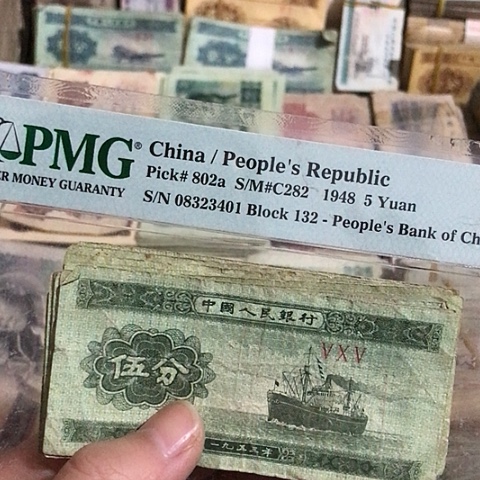 PMG®
ER MONEY GUARANTY
China / People's Republic
Pick# 802a S/M#C282 1948 5 Yuan
S/N 08323401 Block 132 - People's Bank of Ch
中國人民銀行
VXV
伍分
一九五三年